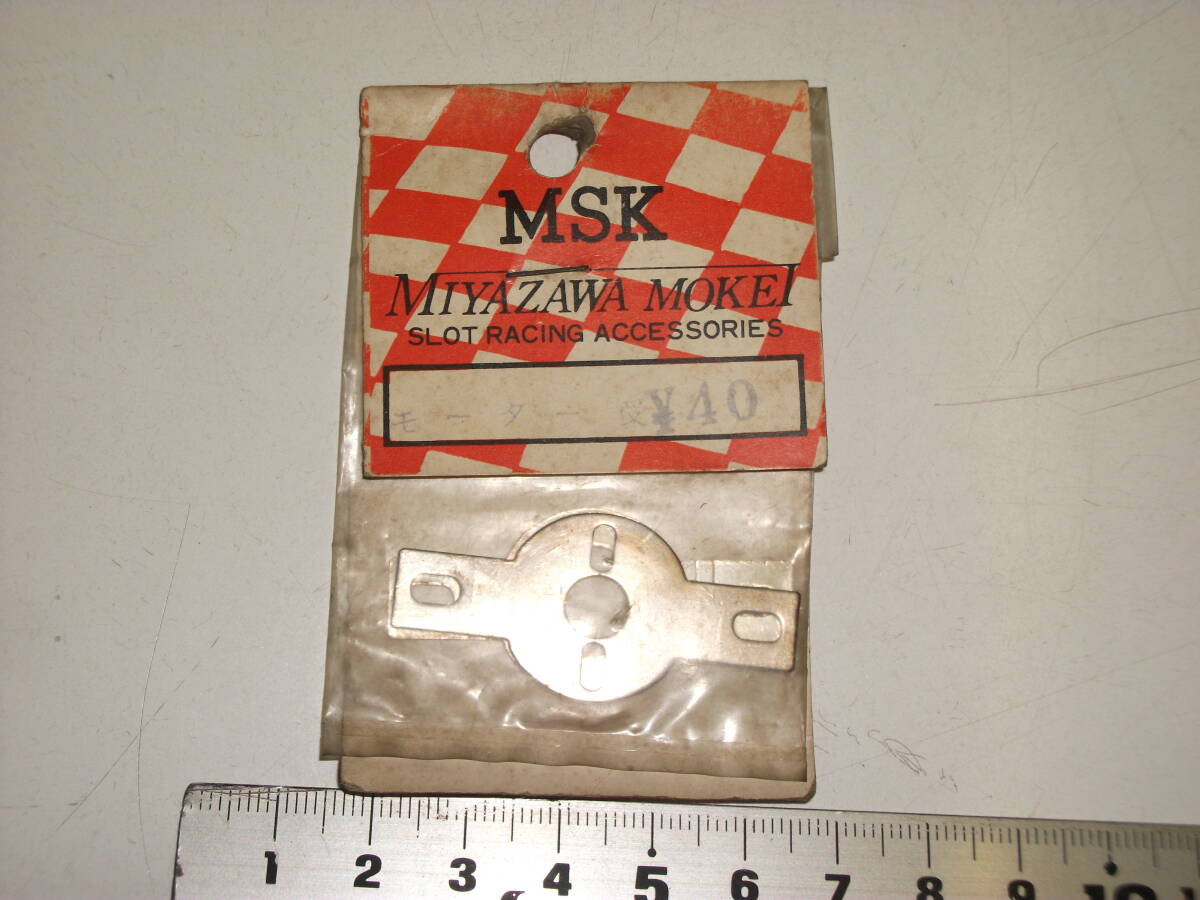 MSK
MIYAZAWA MOKEI
SLOT RACING ACCESSORIES
モーター受 ¥40
1 2 3 4 5 6 7 8 9 10